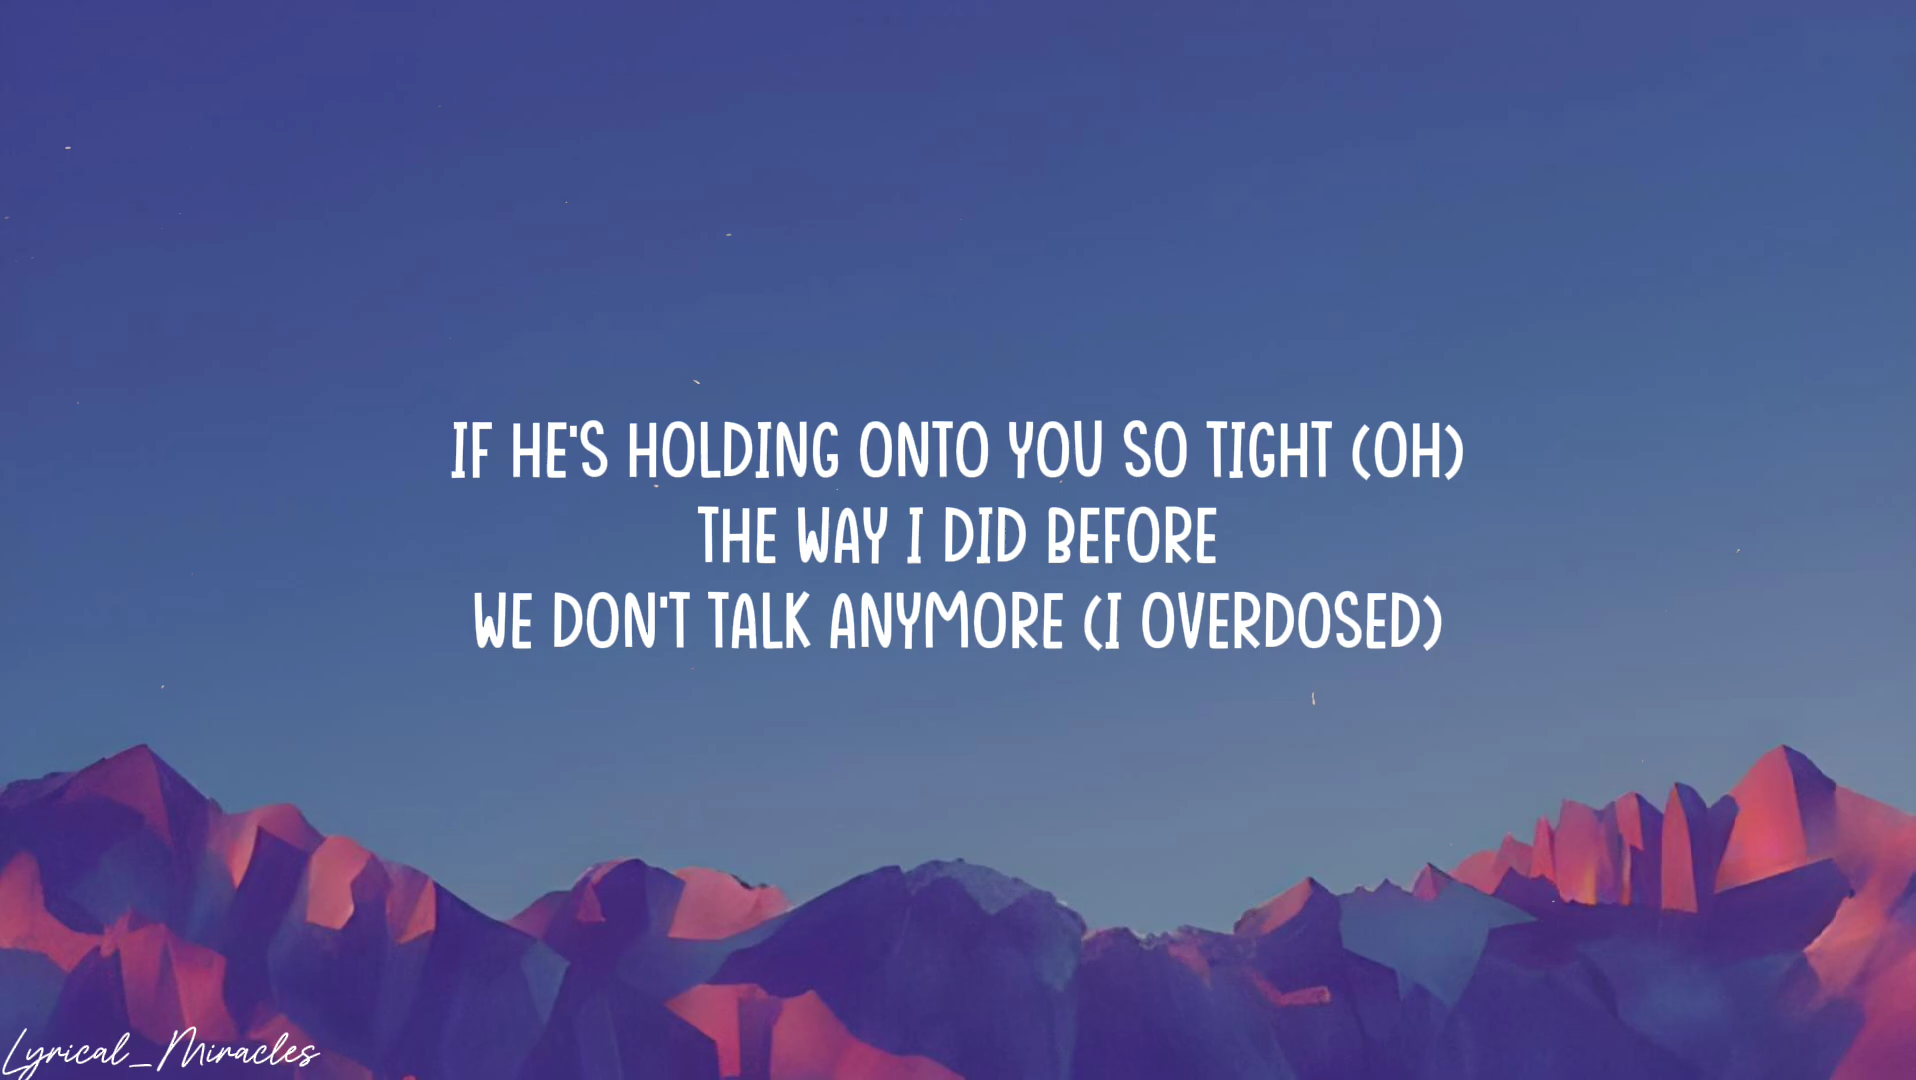 IF HE'S HOLDING ONTO YOU SO TIGHT (OH)
THE WAY I DID BEFORE
WE DON'T TALK ANYMORE (I OVERDOSED)
Lyrical_Miracles